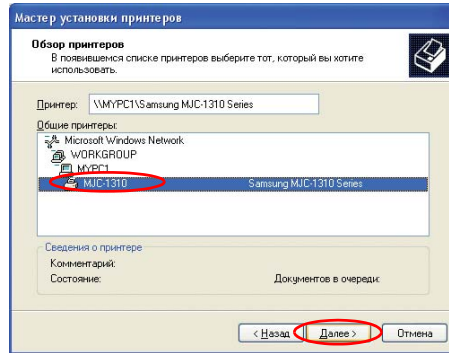 Мастер установки принтеров
Обзор принтеров
В появившемся списке принтеров выберите тот, который вы хотите
использовать.
Принтер: \\MYPC1\Samsung MJC-1310 Series
Общие принтеры:
Microsoft Windows Network
WORKGROUP
MYPC1
MJC-1310 Samsung MJC-1310 Series
Сведения о принтере
Комментарий:
Состояние: Документов в очереди:
< Назад Далее > Отмена